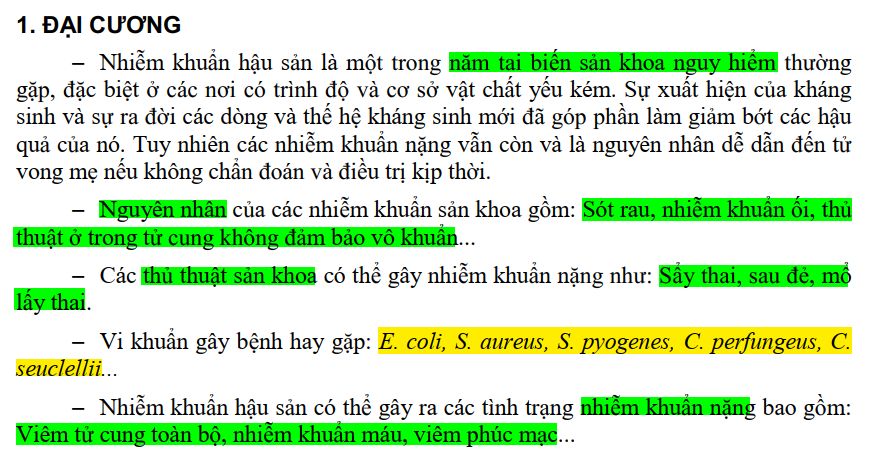 1. ĐẠI CƯƠNG
– Nhiễm khuẩn hậu sản là một trong năm tai biến sản khoa nguy hiểm thường
gặp, đặc biệt ở các nơi có trình độ và cơ sở vật chất yếu kém. Sự xuất hiện của kháng
sinh và sự ra đời các dòng và thế hệ kháng sinh mới đã góp phần làm giảm bớt các hậu
quả của nó. Tuy nhiên các nhiễm khuẩn nặng vẫn còn và là nguyên nhân dễ dẫn đến tử
vong mẹ nếu không chẩn đoán và điều trị kịp thời.
– Nguyên nhân của các nhiễm khuẩn sản khoa gồm: Sót rau, nhiễm khuẩn ối, thủ
thuật ở trong tử cung không đảm bảo vô khuẩn...
– Các thủ thuật sản khoa có thể gây nhiễm khuẩn nặng như: Sẩy thai, sau đẻ, mổ
lấy thai.
– Vi khuẩn gây bệnh hay gặp: E. coli, S. aureus, S. pyogenes, C. perfungeus, C.
seuclellii...
– Nhiễm khuẩn hậu sản có thể gây ra các tình trạng nhiễm khuẩn nặng bao gồm:
Viêm tử cung toàn bộ, nhiễm khuẩn máu, viêm phúc mạc...